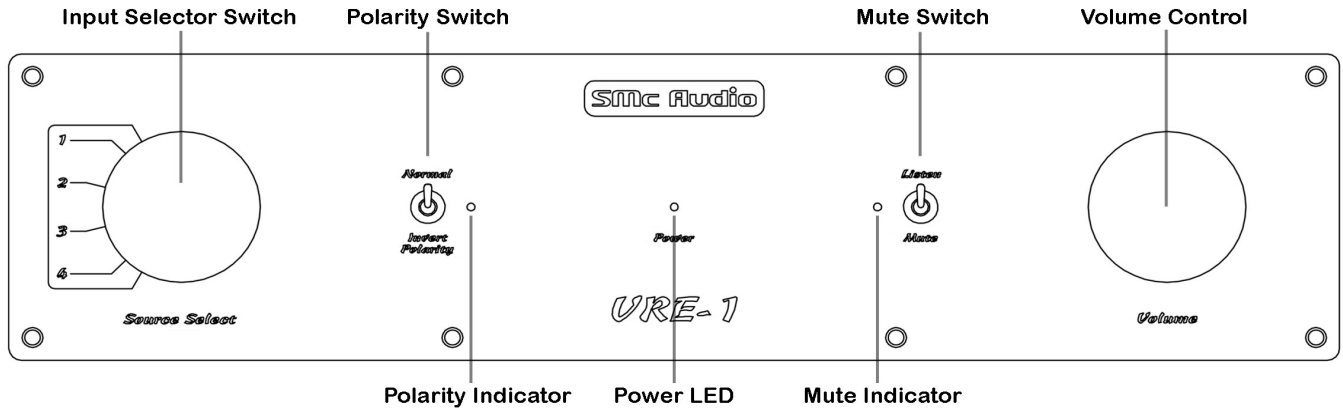 Input Selector Switch
Polarity Switch
Mute Switch
Volume Control
SMc Audio
1
2
3
4
Normal
Listen
Invert
Polarity
Power
Mute
Source Select
VRE-1
Volume
Polarity Indicator
Power LED
Mute Indicator